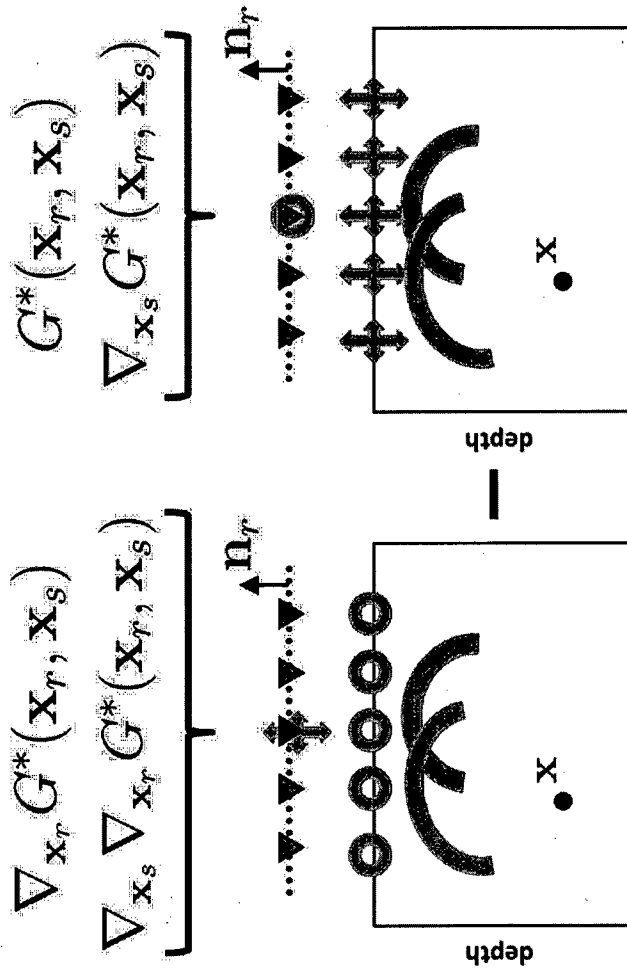 ∇ₓᵣ G*(xᵣ, xₛ)
∇ₓₛ ∇ₓᵣ G*(xᵣ, xₛ)
nᵣ
depth
x
−
G*(xᵣ, xₛ)
∇ₓₛ G*(xᵣ, xₛ)
nᵣ
depth
x